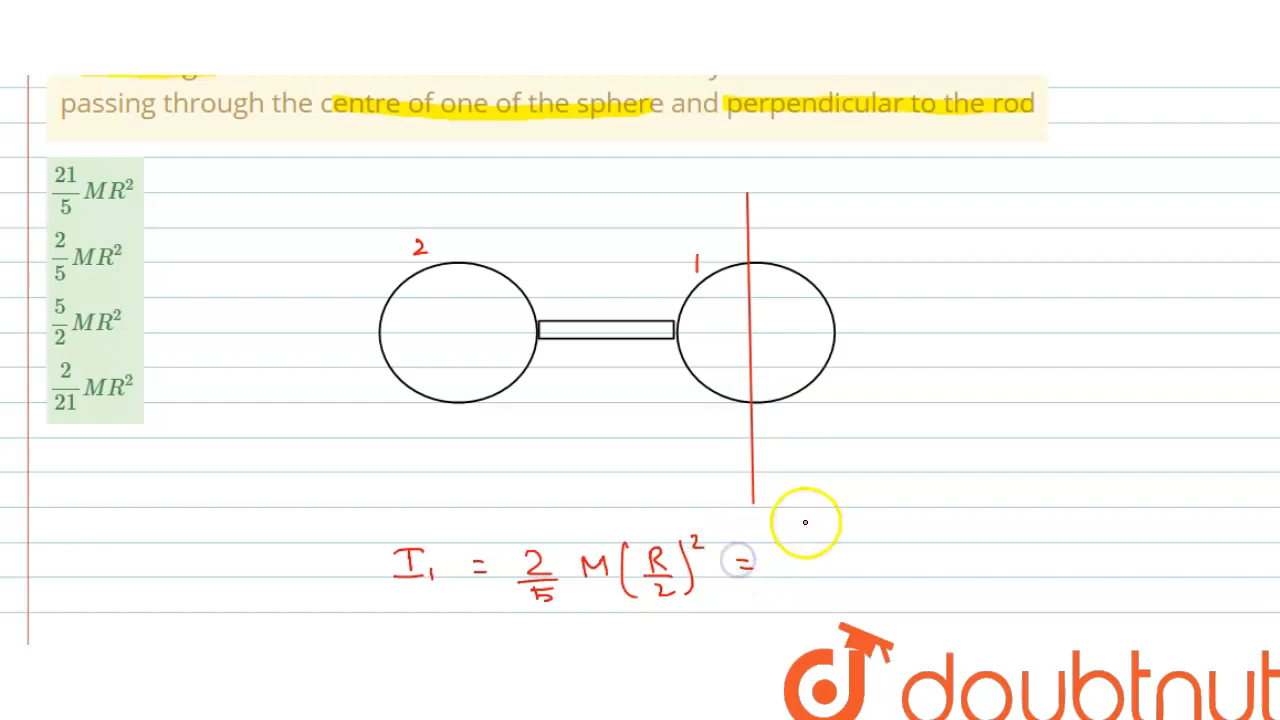 passing through the centre of one of the sphere and perpendicular to the rod
21/5 MR²
2/5 MR²
5/2 MR²
2/21 MR²
2
1
I₁ = 2/5 M(R/2)² =
doubtnut